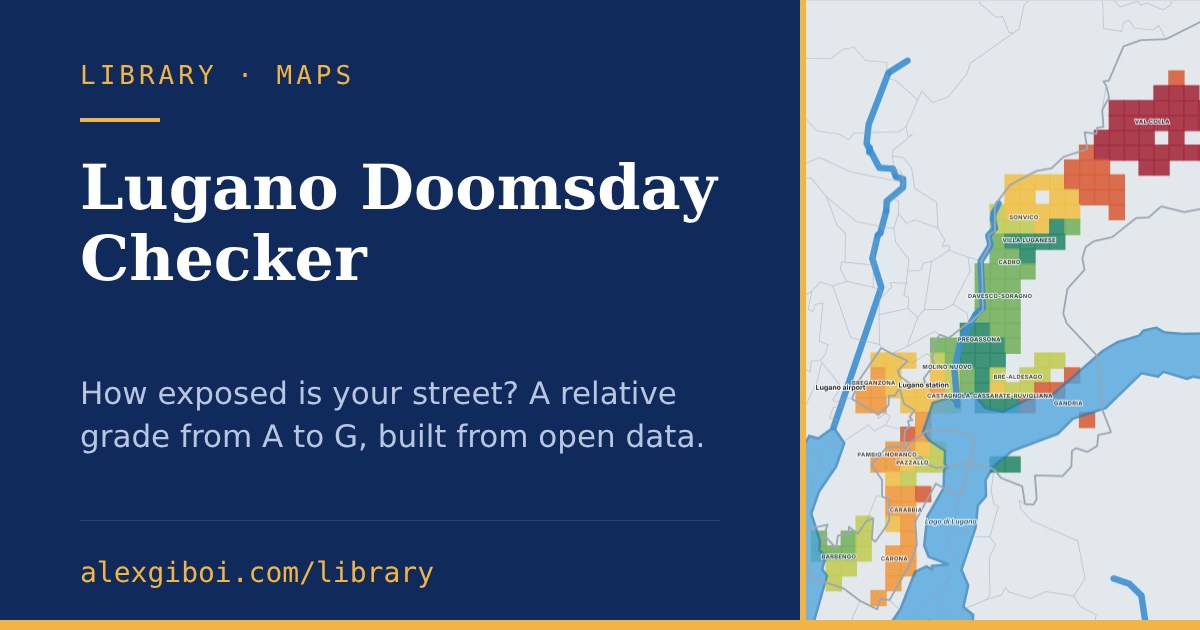 LIBRARY · MAPS
Lugano Doomsday
Checker
How exposed is your street? A relative
grade from A to G, built from open data.
alexgiboi.com/library
VAL COLLA
SONVICO
VILLA LUGANESE
CADRO
DAVESCO-SORAGNO
PREGASSONA
MOLINO NUOVO
BRÈ-ALDESAGO
BREGANZONA
Lugano airport
Lugano station
CASTAGNOLA-CASSARATE-RUVIGLIANA
GANDRIA
PAMBIO-NORANCO
PAZZALLO
CARABBIA
Lago di Lugano
BARBENGO
CARONA